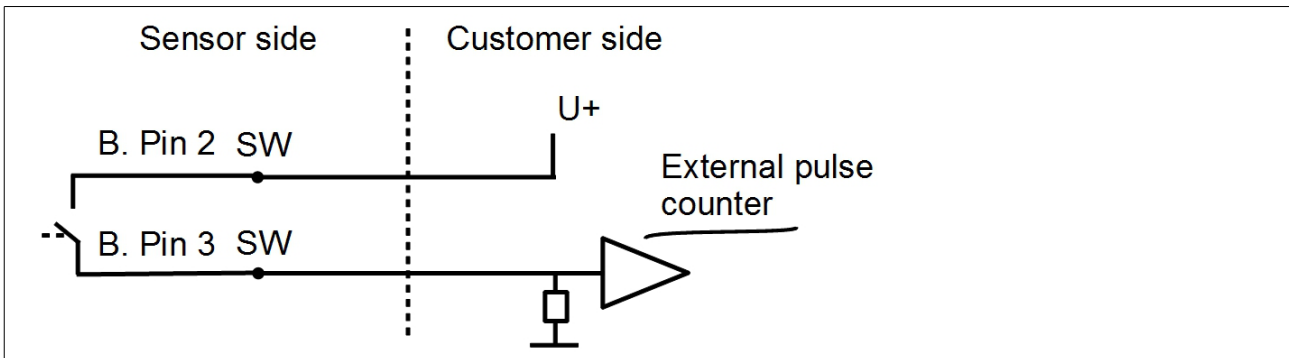 Sensor side
Customer side
U+
B. Pin 2 SW
External pulse
counter
B. Pin 3 SW